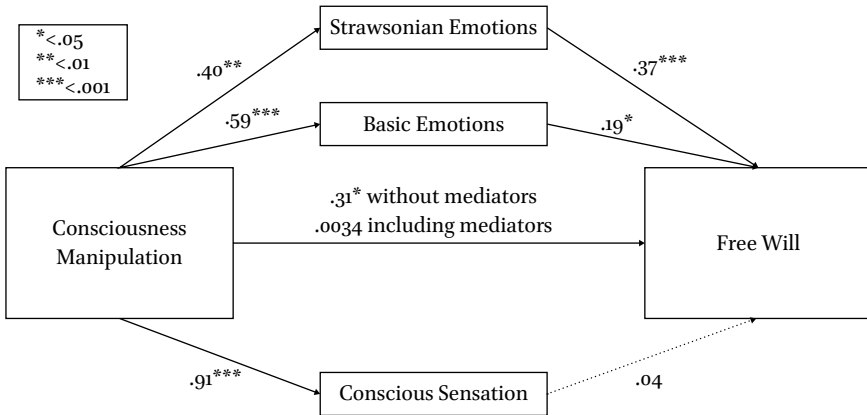 *<.05
**<.01
***<.001
Strawsonian Emotions
.40**
.37***
.59***
Basic Emotions
.19*
Consciousness
Manipulation
.31* without mediators
.0034 including mediators
Free Will
.91***
Conscious Sensation
.04